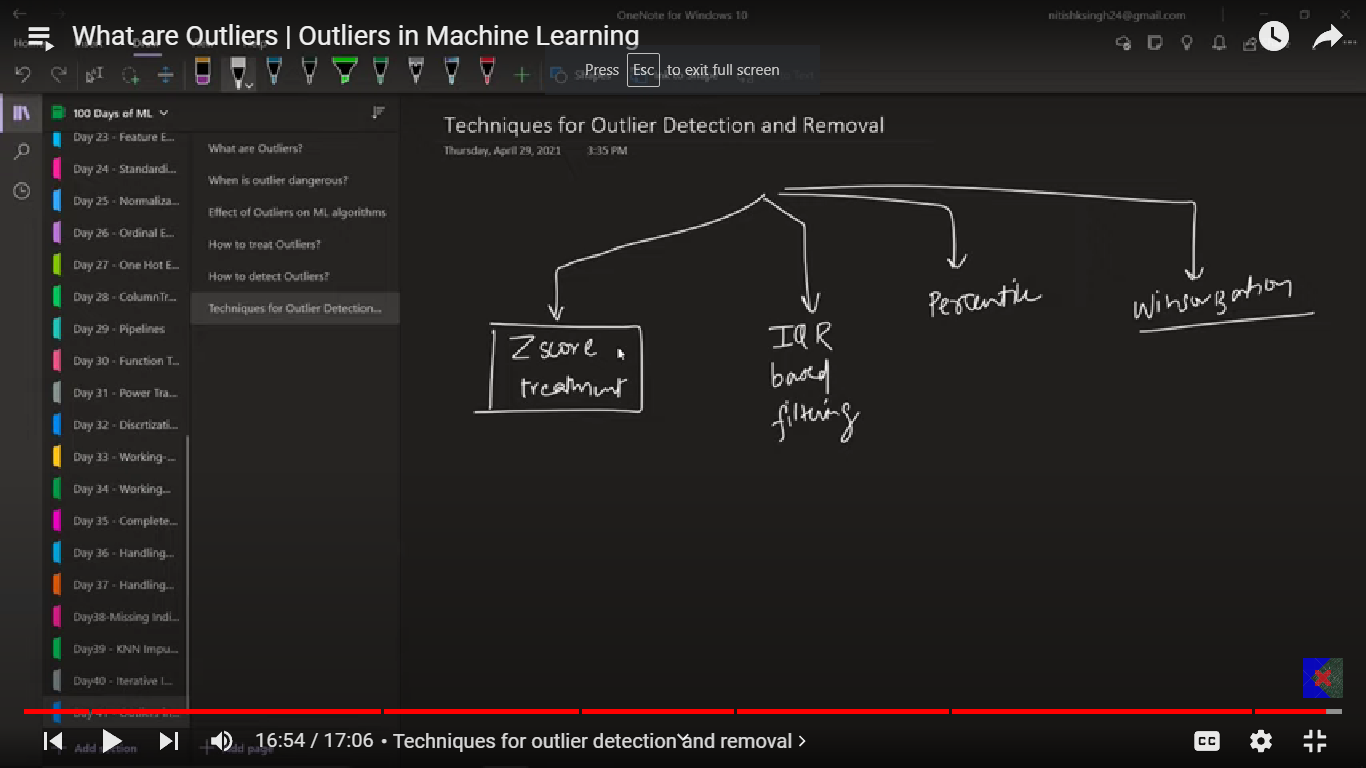 OneNote for Windows 10
nitishksingh24@gmail.com
What are Outliers | Outliers in Machine Learning
Press Esc to exit full screen
100 Days of ML
Techniques for Outlier Detection and Removal
Thursday, April 29, 2021 3:35 PM
Day 23 - Feature E...
Day 24 - Standardi...
Day 25 - Normaliza...
Day 26 - Ordinal E...
Day 27 - One Hot E...
Day 28 - ColumnTr...
Day 29 - Pipelines
Day 30 - Function T...
Day 31 - Power Tra...
Day 32 - Discrtizati...
Day 33 - Working-...
Day 34 - Working...
Day 35 - Complete...
Day 36 - Handling...
Day 37 - Handling...
Day38-Missing Indi...
Day39 - KNN Impu...
Day40 - Iterative I...
What are Outliers?
When is outlier dangerous?
Effect of Outliers on ML algorithms
How to treat Outliers?
How to detect Outliers?
Techniques for Outlier Detection...
Z score
treatment
IQR
based
filtering
Percentile
Winsorization
Add section
Add page
16:54 / 17:06 • Techniques for outlier detection and removal
CC